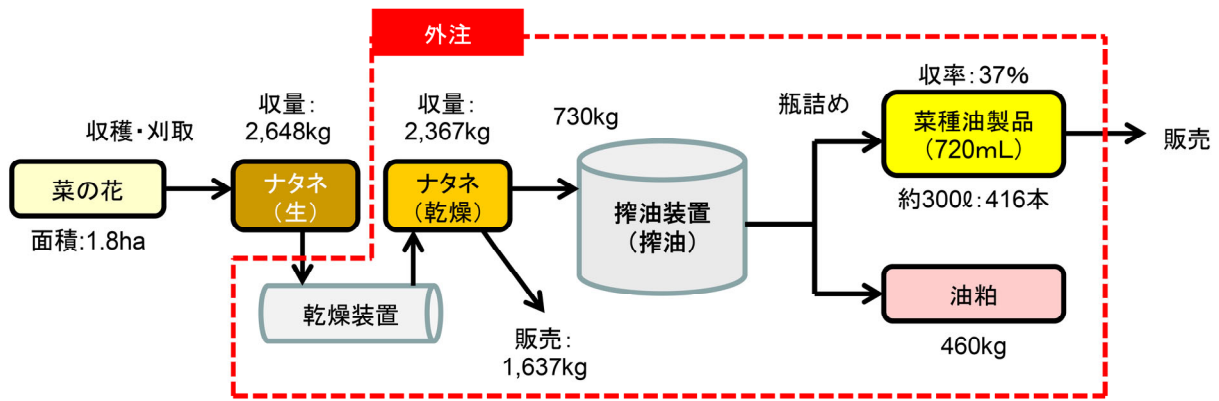 外注
収穫・刈取
菜の花
面積:1.8ha
収量：
2,648kg
ナタネ
（生）
乾燥装置
収量：
2,367kg
ナタネ
（乾燥）
販売：
1,637kg
730kg
搾油装置
（搾油）
瓶詰め
収率：37%
菜種油製品
（720mL）
約300ℓ：416本
販売
油粕
460kg